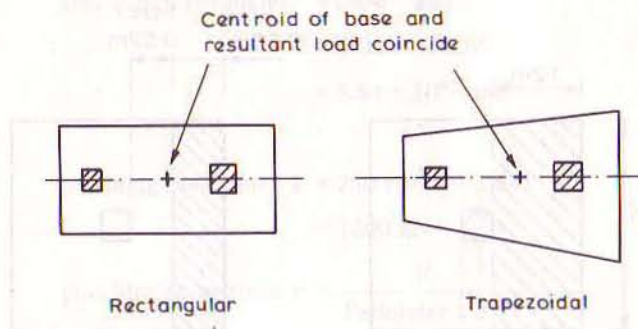 Centroid of base and
resultant load coincide
Rectangular
Trapezoidal